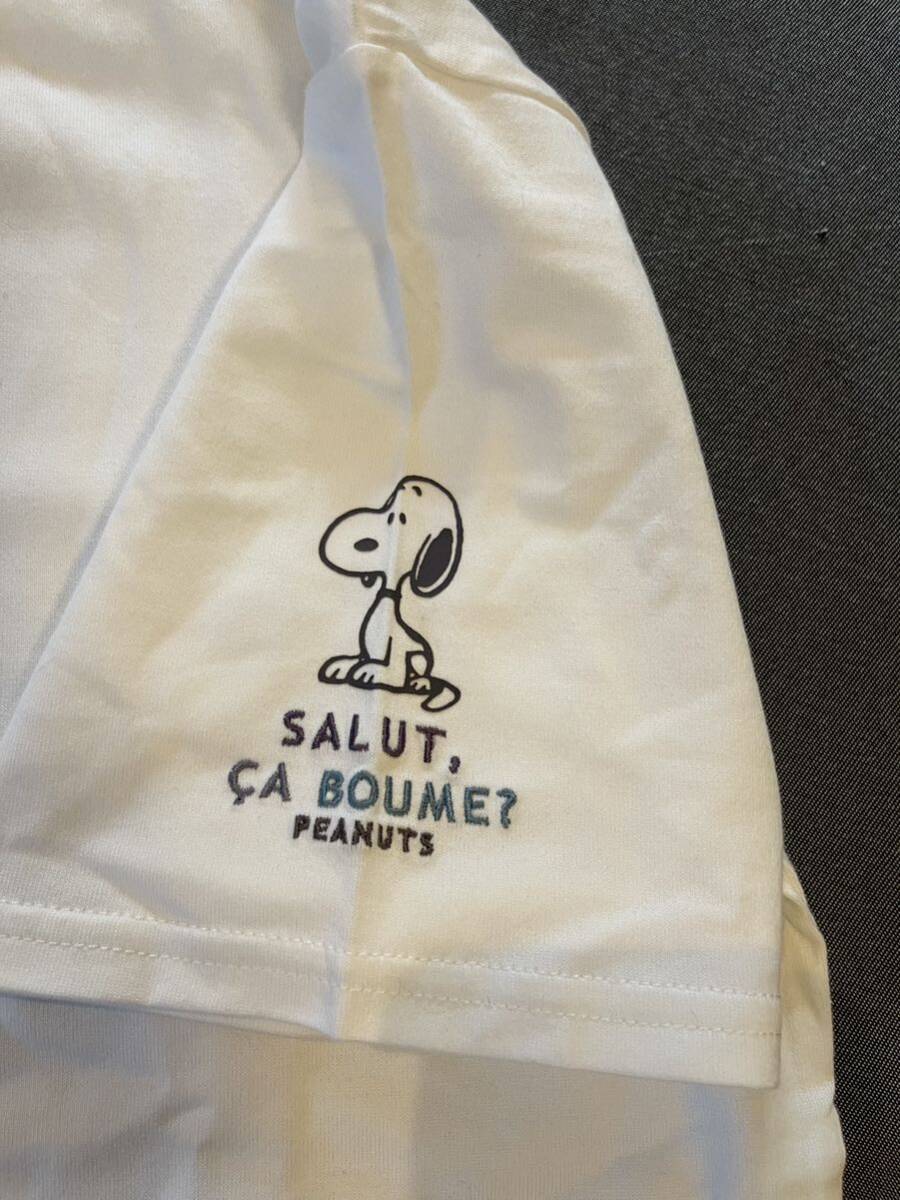 SALUT,
ÇA BOUME?
PEANUTS